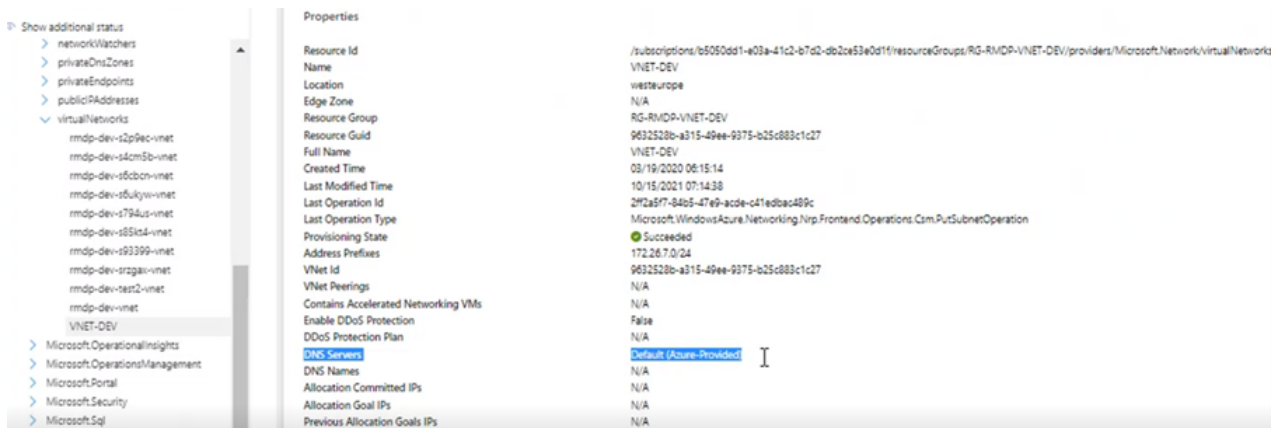 Show additional status
networkWatchers
privateDnsZones
privateEndpoints
publicIPAddresses
virtualNetworks
rmdp-dev-s2p9ec-vnet
rmdp-dev-s4cm5b-vnet
rmdp-dev-s6cbcn-vnet
rmdp-dev-s6ukyw-vnet
rmdp-dev-s794us-vnet
rmdp-dev-s85kt4-vnet
rmdp-dev-s93399-vnet
rmdp-dev-srzgax-vnet
rmdp-dev-test2-vnet
rmdp-dev-vnet
VNET-DEV
Microsoft.OperationalInsights
Microsoft.OperationsManagement
Microsoft.Portal
Microsoft.Security
Microsoft.Sql
Properties
Resource Id /subscriptions/b5050dd1-e03a-41c2-b7d2-db2ce53e0d1f/resourceGroups/RG-RMDP-VNET-DEV/providers/Microsoft.Network/virtualNetworks
Name VNET-DEV
Location westeurope
Edge Zone N/A
Resource Group RG-RMDP-VNET-DEV
Resource Guid 9632528b-a315-49ee-9375-b25c883c1c27
Full Name VNET-DEV
Created Time 03/19/2020 06:15:14
Last Modified Time 10/15/2021 07:14:38
Last Operation Id 2ff2a5f7-84b5-47e9-acde-c41edbac489c
Last Operation Type Microsoft.WindowsAzure.Networking.Nrp.Frontend.Operations.Csm.PutSubnetOperation
Provisioning State Succeeded
Address Prefixes 172.26.7.0/24
VNet Id 9632528b-a315-49ee-9375-b25c883c1c27
VNet Peerings N/A
Contains Accelerated Networking VMs N/A
Enable DDoS Protection False
DDoS Protection Plan N/A
DNS Servers Default (Azure-Provided)
DNS Names N/A
Allocation Committed IPs N/A
Allocation Goal IPs N/A
Previous Allocation Goals IPs N/A